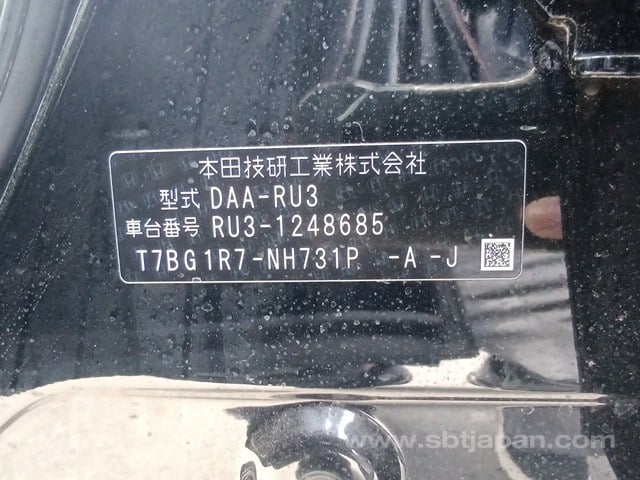 本田技研工業株式会社
型式 DAA-RU3
車台番号 RU3-1248685
T7BG1R7-NH731P -A -J
www.sbtjapan.com